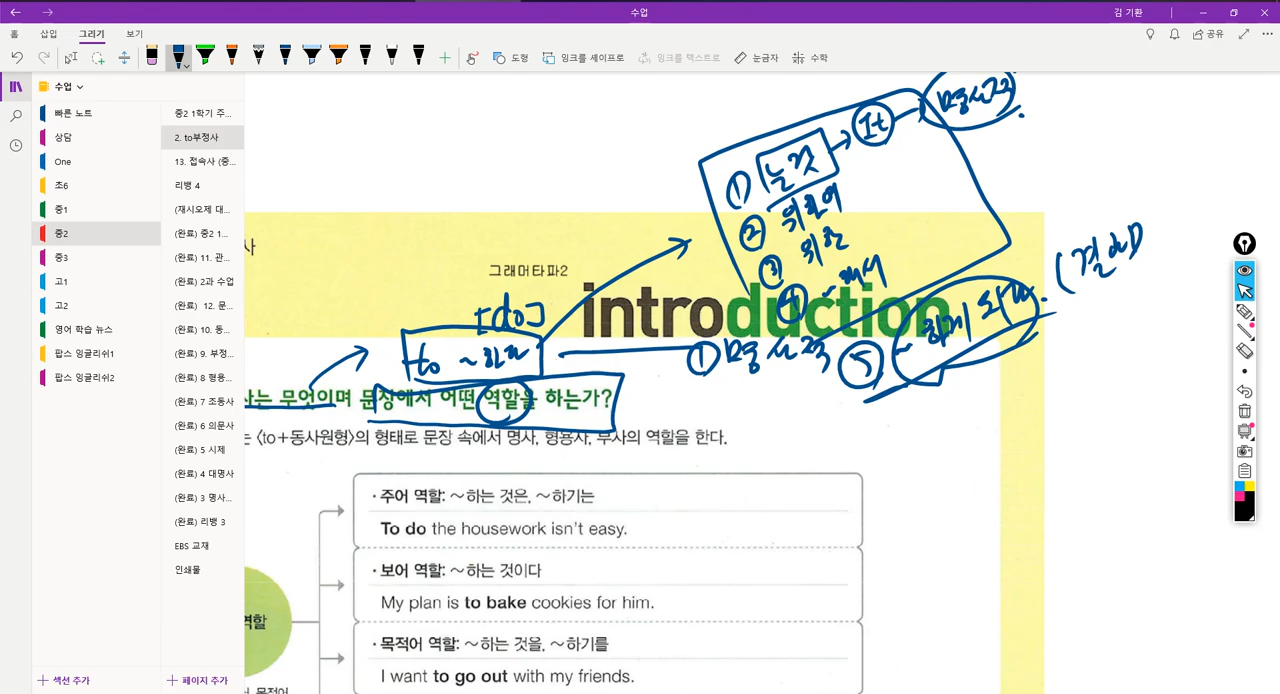 수업
김 기환
홈 삽입 그리기 보기
공유
도형 잉크를 셰이프로 잉크를 텍스트로 눈금자 수학
수업
빠른 노트
상담
One
초6
중1
중2
중3
고1
고2
영어 학습 뉴스
팝스 잉글리쉬1
팝스 잉글리쉬2
섹션 추가
중2 1학기 주...
2. to부정사
13. 접속사 (중...
리뱅 4
(재시오제 대...
(완료) 중2 1...
(완료) 11. 관...
(완료) 2과 수업
(완료) 12. 문...
(완료) 10. 동...
(완료) 9. 부정...
(완료) 8 형용...
(완료) 7 조동사
(완료) 6 의문사
(완료) 5 시제
(완료) 4 대명사
(완료) 3 명사...
(완료) 리뱅 3
EBS 교재
인쇄물
페이지 추가
① 는 것 → It
②
③ 위한
④ ~해서
⑤ ~하게 되다.
사
그래머타파2
introduction
[do]
to ~하다
① 명
사는 무엇이며 문장에서 어떤 역할을 하는가?
는 〈to+동사원형〉의 형태로 문장 속에서 명사, 형용사, 부사의 역할을 한다.
역할
· 주어 역할: ~하는 것은, ~하기는
To do the housework isn't easy.
· 보어 역할: ~하는 것이다
My plan is to bake cookies for him.
· 목적어 역할: ~하는 것을, ~하기를
I want to go out with my friends.